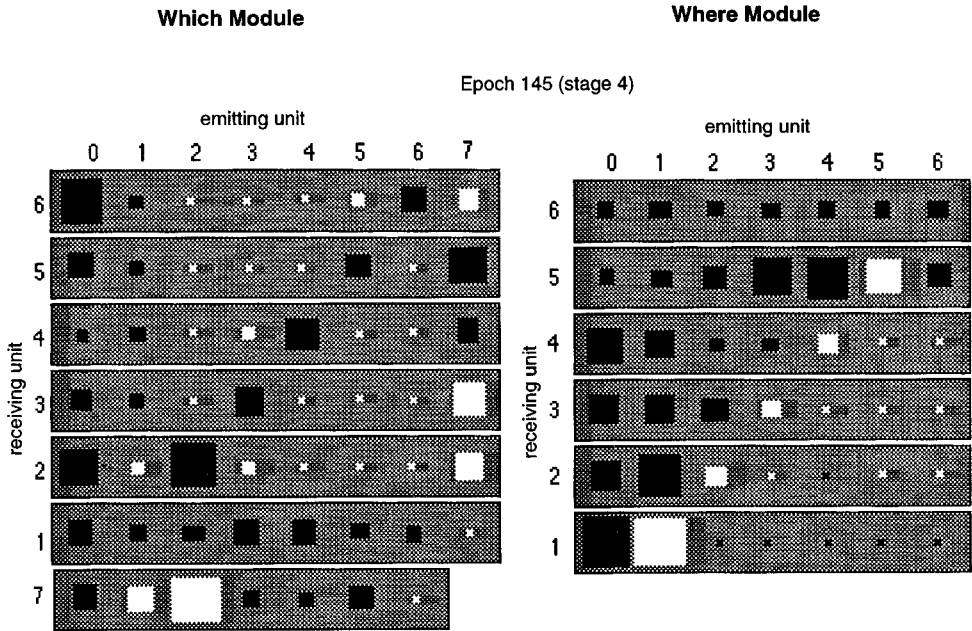 Which Module
Where Module
Epoch 145 (stage 4)
emitting unit
0 1 2 3 4 5 6 7
receiving unit
6
5
4
3
2
1
7
emitting unit
0 1 2 3 4 5 6
receiving unit
6
5
4
3
2
1